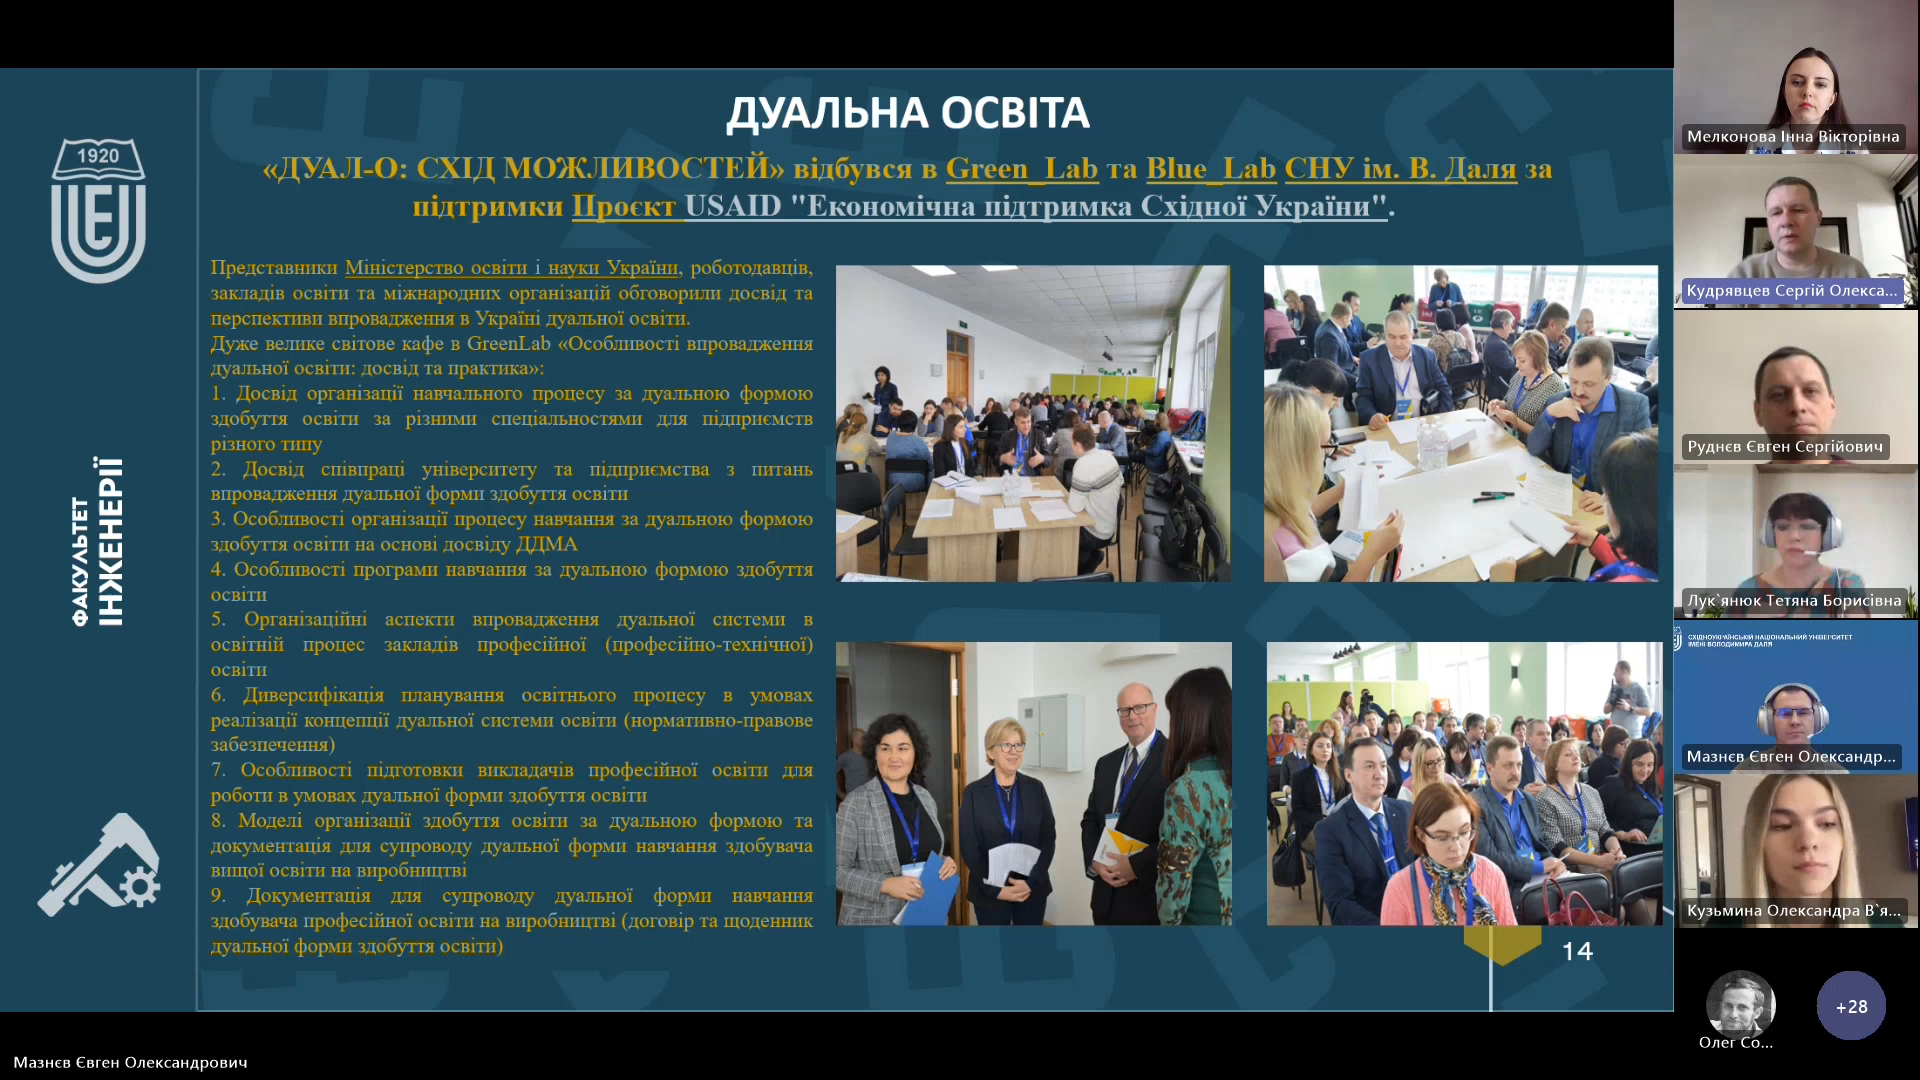 1920
ФАКУЛЬТЕТ
ІНЖЕНЕРІЇ
ДУАЛЬНА ОСВІТА
«ДУАЛ-О: СХІД МОЖЛИВОСТЕЙ» відбувся в Green_Lab та Blue_Lab СНУ ім. В. Даля за
підтримки Проєкт USAID "Економічна підтримка Східної України".
Представники Міністерство освіти і науки України, роботодавців,
закладів освіти та міжнародних організацій обговорили досвід та
перспективи впровадження в Україні дуальної освіти.
Дуже велике світове кафе в GreenLab «Особливості впровадження
дуальної освіти: досвід та практика»:
1. Досвід організації навчального процесу за дуальною формою
здобуття освіти за різними спеціальностями для підприємств
різного типу
2. Досвід співпраці університету та підприємства з питань
впровадження дуальної форми здобуття освіти
3. Особливості організації процесу навчання за дуальною формою
здобуття освіти на основі досвіду ДДМА
4. Особливості програми навчання за дуальною формою здобуття
освіти
5. Організаційні аспекти впровадження дуальної системи в
освітній процес закладів професійної (професійно-технічної)
освіти
6. Диверсифікація планування освітнього процесу в умовах
реалізації концепції дуальної системи освіти (нормативно-правове
забезпечення)
7. Особливості підготовки викладачів професійної освіти для
роботи в умовах дуальної форми здобуття освіти
8. Моделі організації здобуття освіти за дуальною формою та
документація для супроводу дуальної форми навчання здобувача
вищої освіти на виробництві
9. Документація для супроводу дуальної форми навчання
здобувача професійної освіти на виробництві (договір та щоденник
дуальної форми здобуття освіти)
14
Мелконова Інна Вікторівна
Кудрявцев Сергій Олекса...
Руднєв Євген Сергійович
Лук`янюк Тетяна Борисівна
СХІДНОУКРАЇНСЬКИЙ НАЦІОНАЛЬНИЙ УНІВЕРСИТЕТ
ІМЕНІ ВОЛОДИМИРА ДАЛЯ
Мазнєв Євген Олександр...
Кузьмина Олександра В`я...
+28
Олег Со...
Мазнєв Євген Олександрович